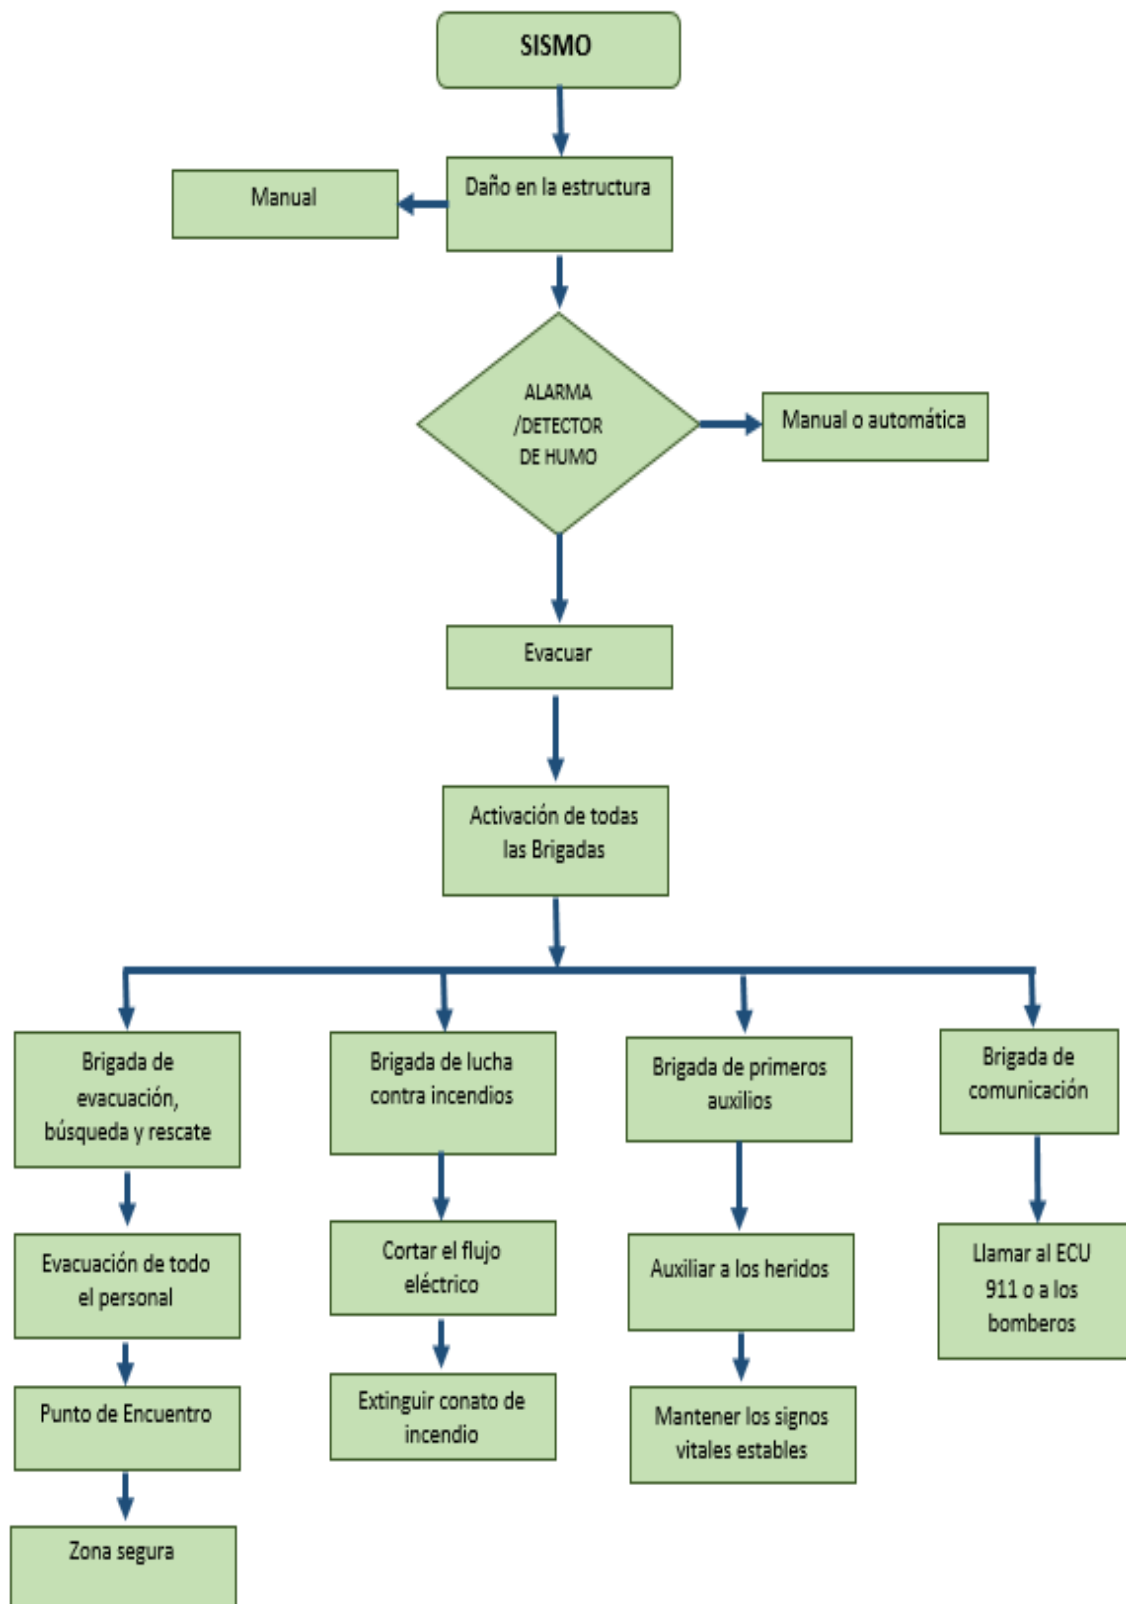 SISMO
Daño en la estructura
Manual
ALARMA
/DETECTOR
DE HUMO
Manual o automática
Evacuar
Activación de todas
las Brigadas
Brigada de
evacuación,
búsqueda y rescate
Brigada de lucha
contra incendios
Brigada de primeros
auxilios
Brigada de
comunicación
Evacuación de todo
el personal
Cortar el flujo
eléctrico
Auxiliar a los heridos
Llamar al ECU
911 o a los
bomberos
Punto de Encuentro
Extinguir conato de
incendio
Mantener los signos
vitales estables
Zona segura